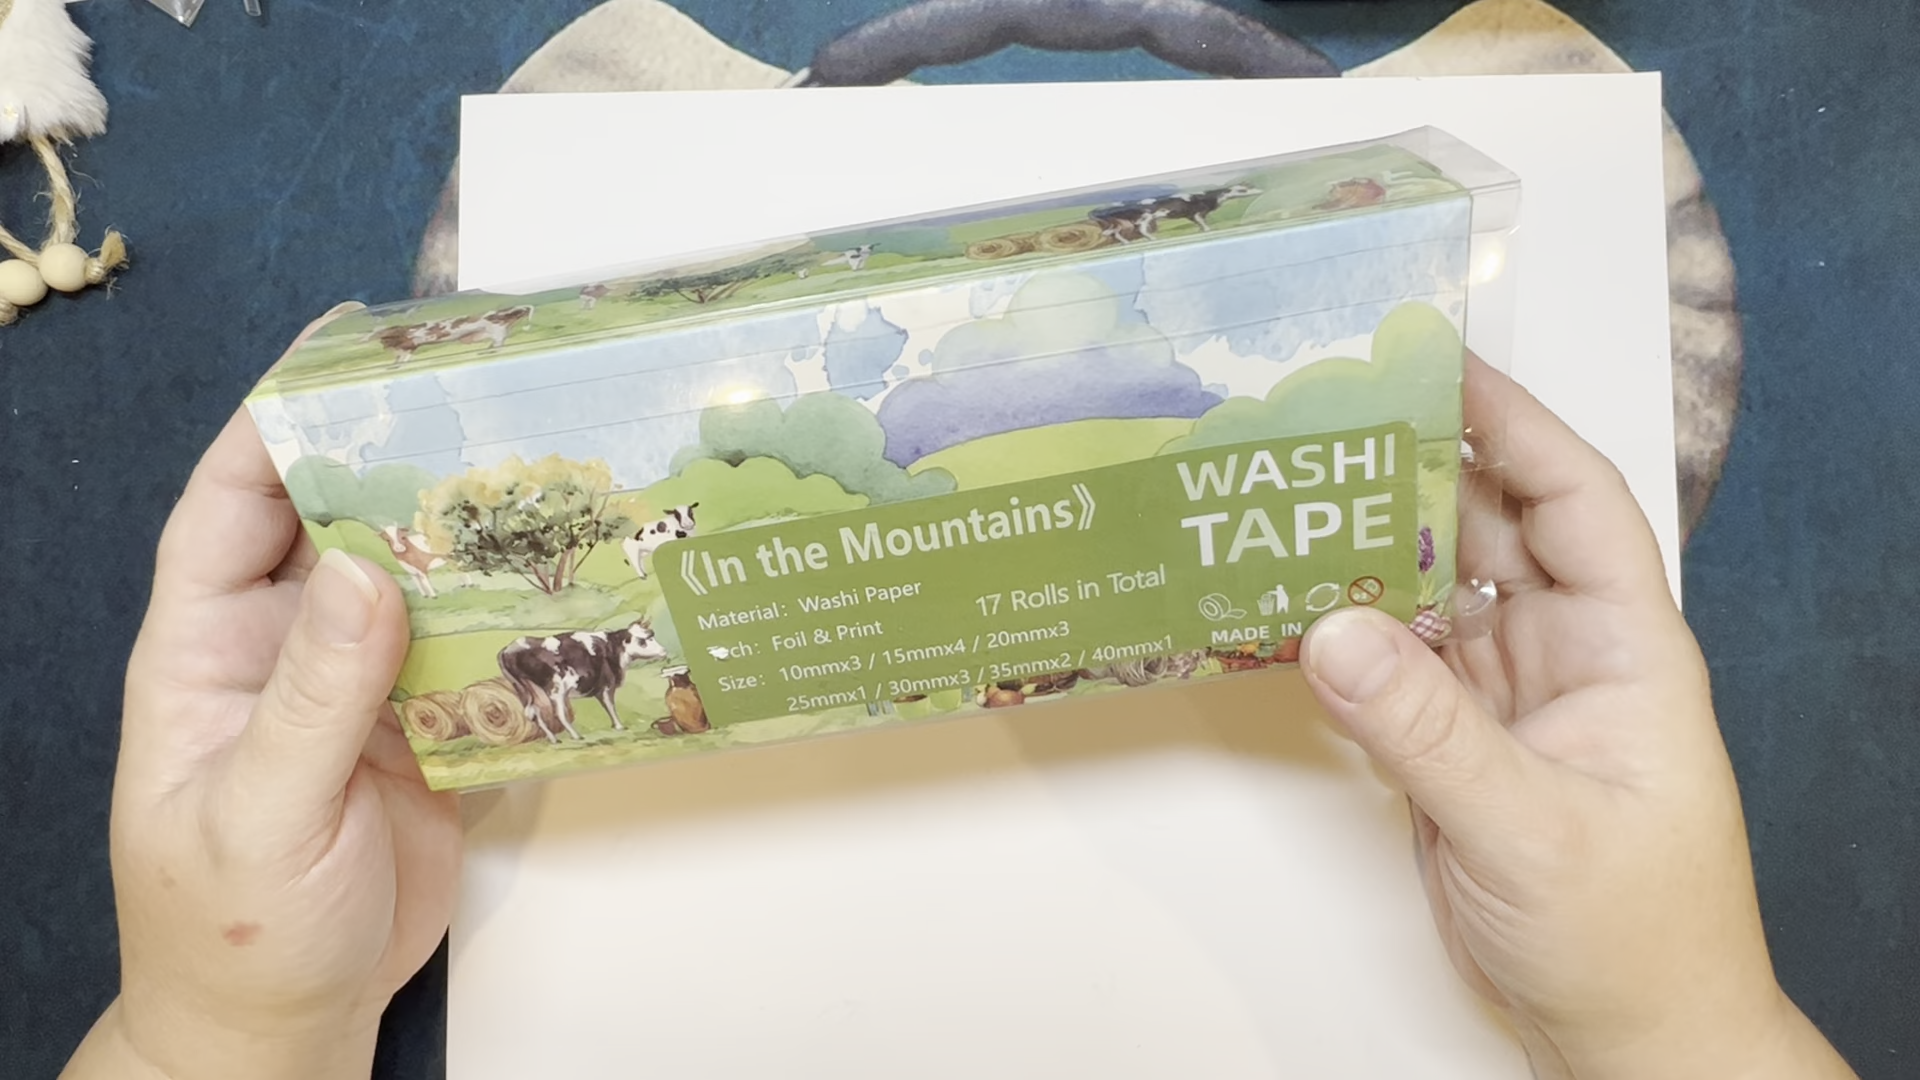 《In the Mountains》
WASHI
TAPE
Material: Washi Paper
17 Rolls in Total
Foil & Print
Size: 10mmx3 / 15mmx4 / 20mmx3
25mmx1 / 30mmx3 / 35mmx2 / 40mmx1
MADE IN